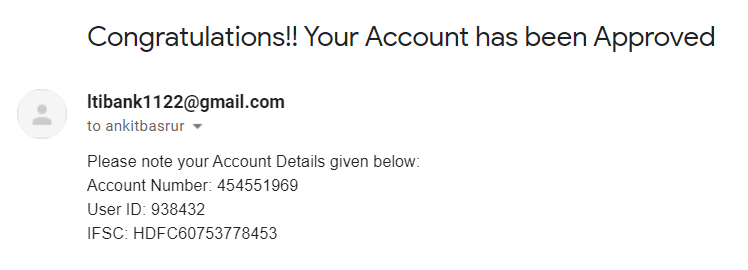 Congratulations!! Your Account has been Approved
ltibank1122@gmail.com
to ankitbasrur
Please note your Account Details given below:
Account Number: 454551969
User ID: 938432
IFSC: HDFC60753778453